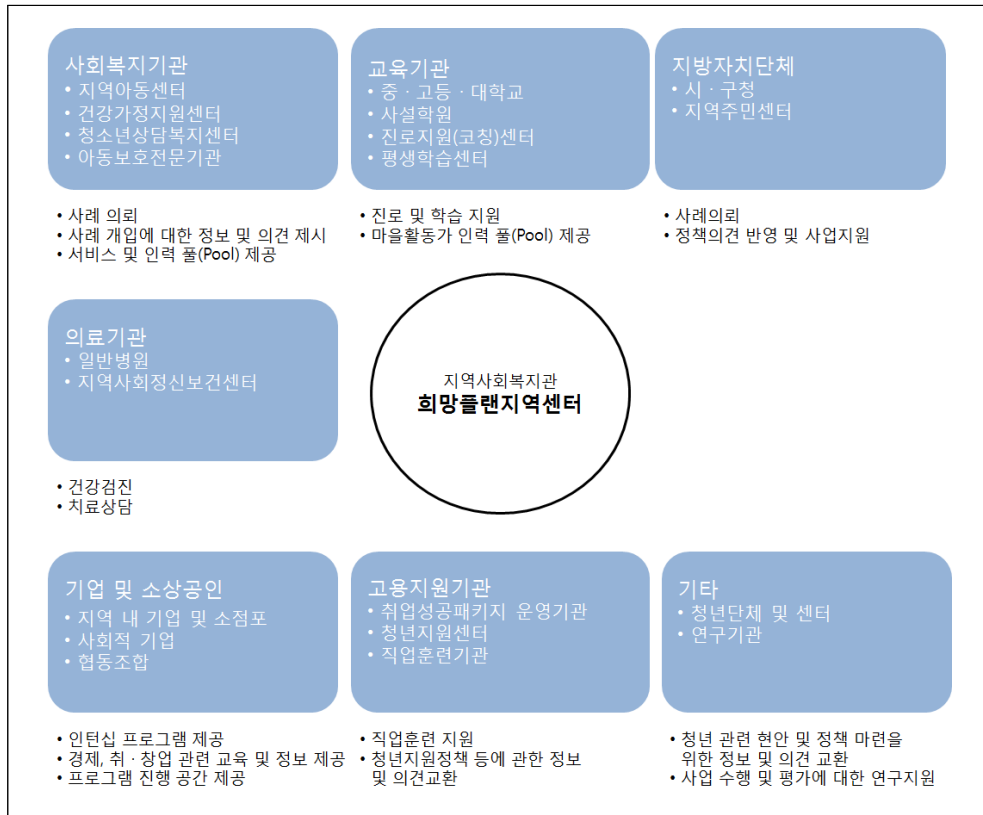 사회복지기관
• 지역아동센터
• 건강가정지원센터
• 청소년상담복지센터
• 아동보호전문기관
• 사례 의뢰
• 사례 개입에 대한 정보 및 의견 제시
• 서비스 및 인력 풀(Pool) 제공
교육기관
• 중 · 고등 · 대학교
• 사설학원
• 진로지원(코칭)센터
• 평생학습센터
• 진로 및 학습 지원
• 마을활동가 인력 풀(Pool) 제공
지방자치단체
• 시 · 구청
• 지역주민센터
• 사례의뢰
• 정책의견 반영 및 사업지원
의료기관
• 일반병원
• 지역사회정신보건센터
• 건강검진
• 치료상담
지역사회복지관
희망플랜지역센터
기업 및 소상공인
• 지역 내 기업 및 소점포
• 사회적 기업
• 협동조합
• 인턴십 프로그램 제공
• 경제, 취 · 창업 관련 교육 및 정보 제공
• 프로그램 진행 공간 제공
고용지원기관
• 취업성공패키지 운영기관
• 청년지원센터
• 직업훈련기관
• 직업훈련 지원
• 청년지원정책 등에 관한 정보
및 의견교환
기타
• 청년단체 및 센터
• 연구기관
• 청년 관련 현안 및 정책 마련을
위한 정보 및 의견 교환
• 사업 수행 및 평가에 대한 연구지원